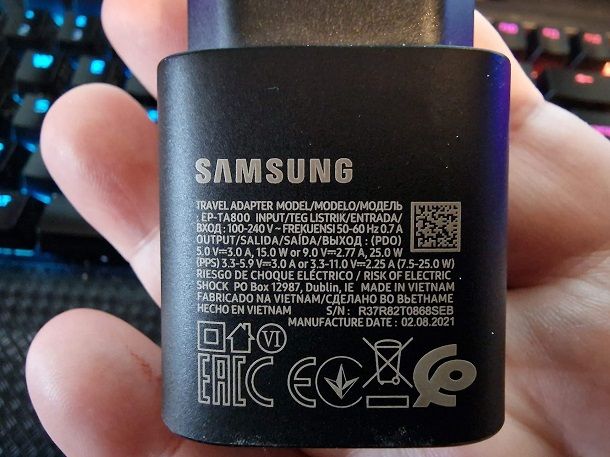 SAMSUNG
TRAVEL ADAPTER MODEL/MODELO/МОДЕЛЬ
: EP-TA800 INPUT/TEG LISTRIK/ENTRADA/
ВХОД : 100-240 V ~ FREKUENSI 50-60 Hz 0.7 A
OUTPUT/SALIDA/SAÍDA/ВЫХОД : (PDO)
5.0 V⎓3.0 A, 15.0 W or 9.0 V⎓2.77 A, 25.0 W
(PPS) 3.3-5.9 V⎓3.0 A or 3.3-11.0 V⎓2.25 A (7.5-25.0 W)
RIESGO DE CHOQUE ELÉCTRICO / RISK OF ELECTRIC
SHOCK PO Box 12987, Dublin, IE MADE IN VIETNAM
FABRICADO NA VIETNAM/СДЕЛАНО ВО ВЬЕТНАМЕ
HECHO EN VIETNAM S/N : R37R82T0868SEB
MANUFACTURE DATE : 02.08.2021
VI
EAC CE